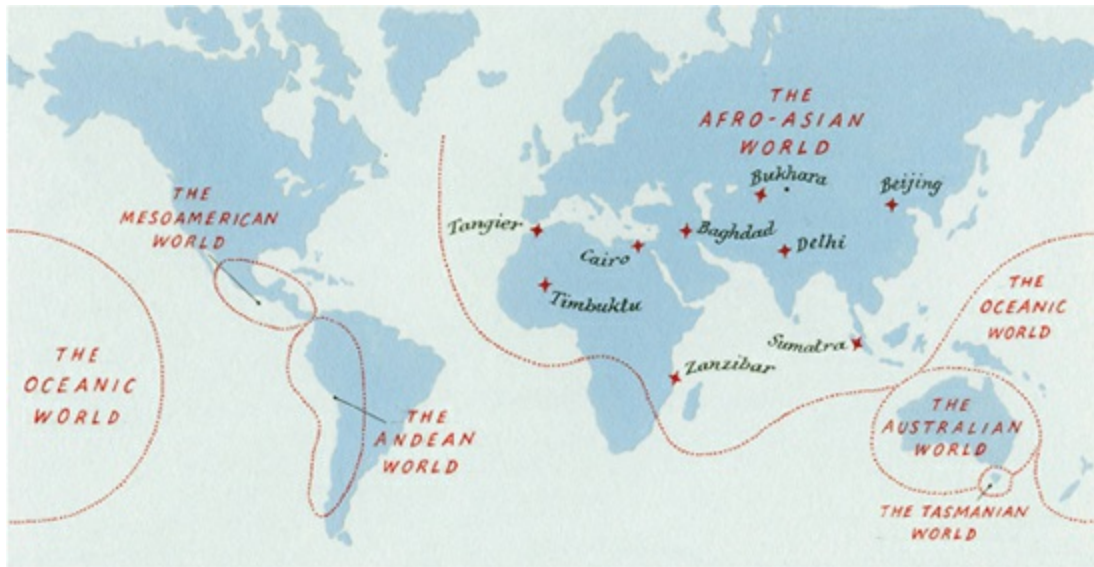 THE
AFRO-ASIAN
WORLD
Bukhara
Beijing
THE
MESOAMERICAN
WORLD
Tangier
Baghdad
Delhi
Cairo
Timbuktu
THE
OCEANIC
WORLD
Sumatra
Zanzibar
THE
OCEANIC
WORLD
THE
ANDEAN
WORLD
THE
AUSTRALIAN
WORLD
THE TASMANIAN
WORLD